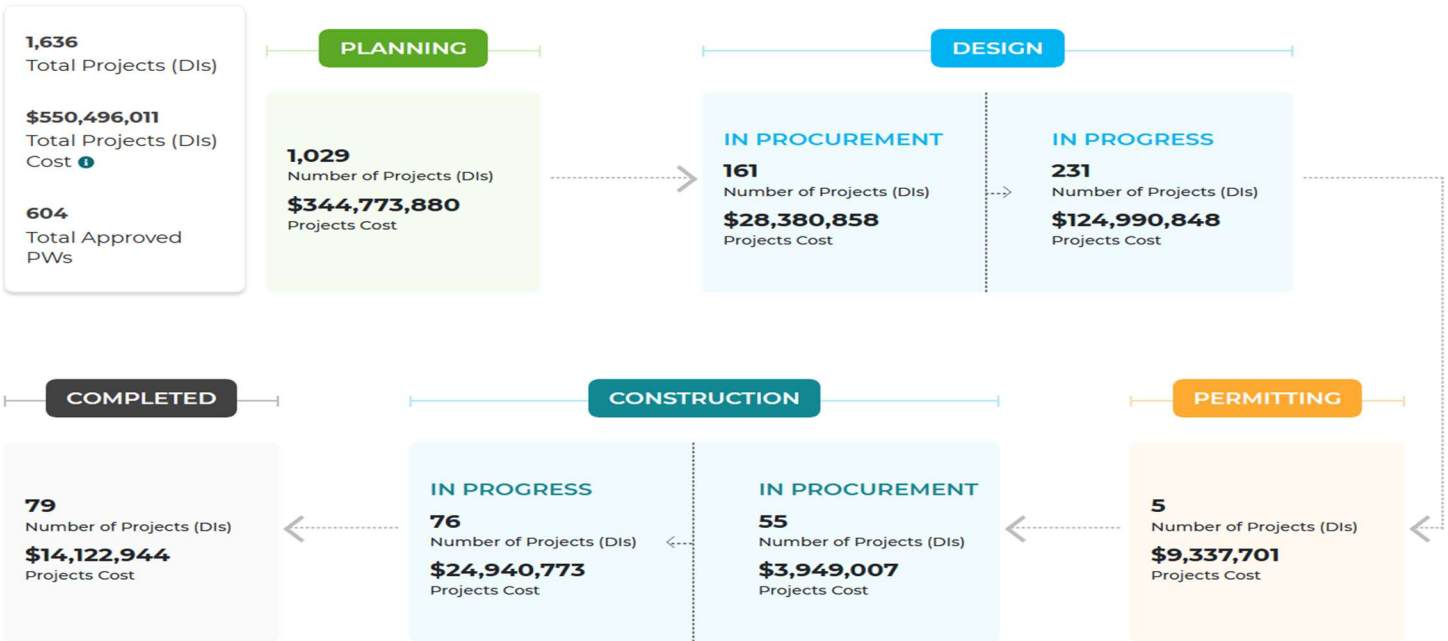 1,636
Total Projects (DIs)
$550,496,011
Total Projects (DIs)
Cost
604
Total Approved
PWs
PLANNING
1,029
Number of Projects (DIs)
$344,773,880
Projects Cost
DESIGN
IN PROCUREMENT
161
Number of Projects (DIs)
$28,380,858
Projects Cost
IN PROGRESS
231
Number of Projects (DIs)
$124,990,848
Projects Cost
PERMITTING
5
Number of Projects (DIs)
$9,337,701
Projects Cost
CONSTRUCTION
IN PROCUREMENT
55
Number of Projects (DIs)
$3,949,007
Projects Cost
IN PROGRESS
76
Number of Projects (DIs)
$24,940,773
Projects Cost
COMPLETED
79
Number of Projects (DIs)
$14,122,944
Projects Cost